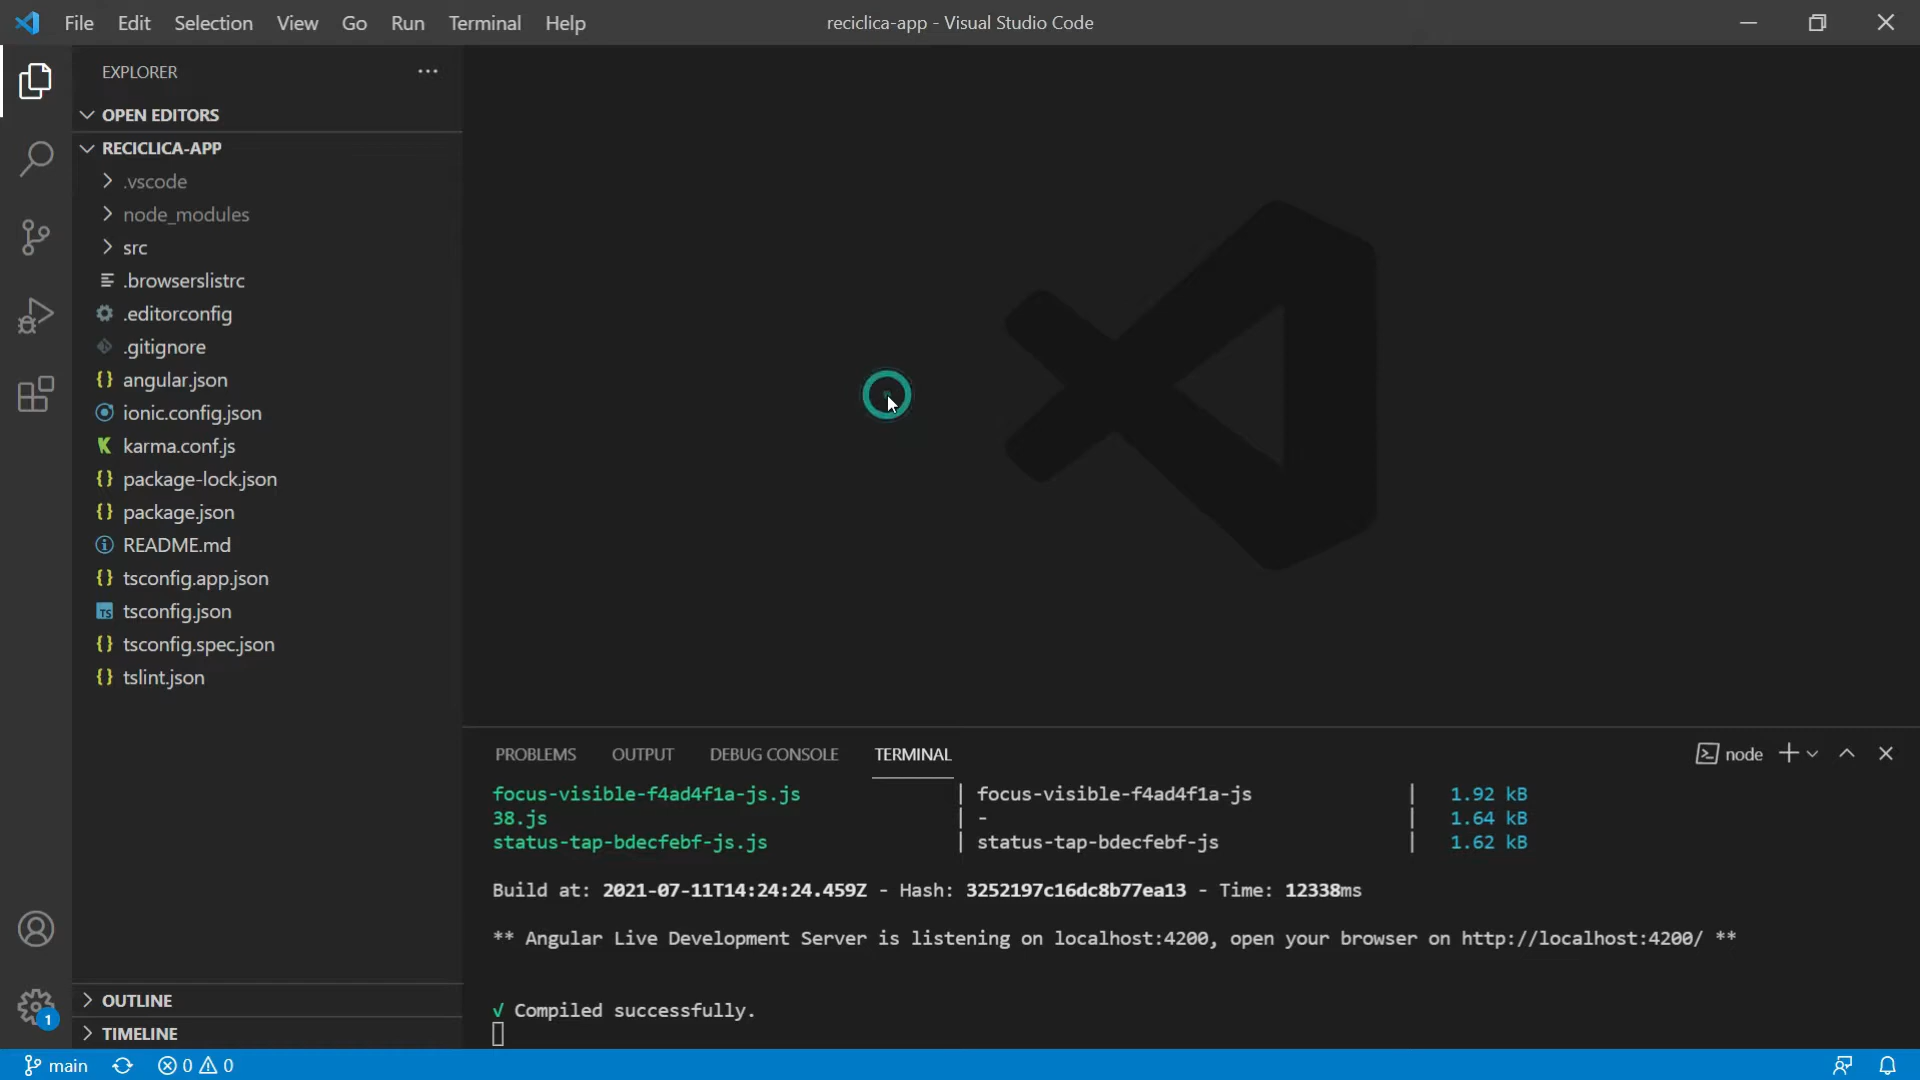 File Edit Selection View Go Run Terminal Help
reciclica-app - Visual Studio Code
EXPLORER
OPEN EDITORS
RECICLICA-APP
.vscode
node_modules
src
.browserslistrc
.editorconfig
.gitignore
{} angular.json
ionic.config.json
K karma.conf.js
{} package-lock.json
{} package.json
README.md
{} tsconfig.app.json
TS tsconfig.json
{} tsconfig.spec.json
{} tslint.json
OUTLINE
TIMELINE
PROBLEMS OUTPUT DEBUG CONSOLE TERMINAL
node
focus-visible-f4ad4f1a-js.js | focus-visible-f4ad4f1a-js | 1.92 kB
38.js | - | 1.64 kB
status-tap-bdecfebf-js.js | status-tap-bdecfebf-js | 1.62 kB
Build at: 2021-07-11T14:24:24.459Z - Hash: 3252197c16dc8b77ea13 - Time: 12338ms
** Angular Live Development Server is listening on localhost:4200, open your browser on http://localhost:4200/ **
√ Compiled successfully.
1
main 0 0